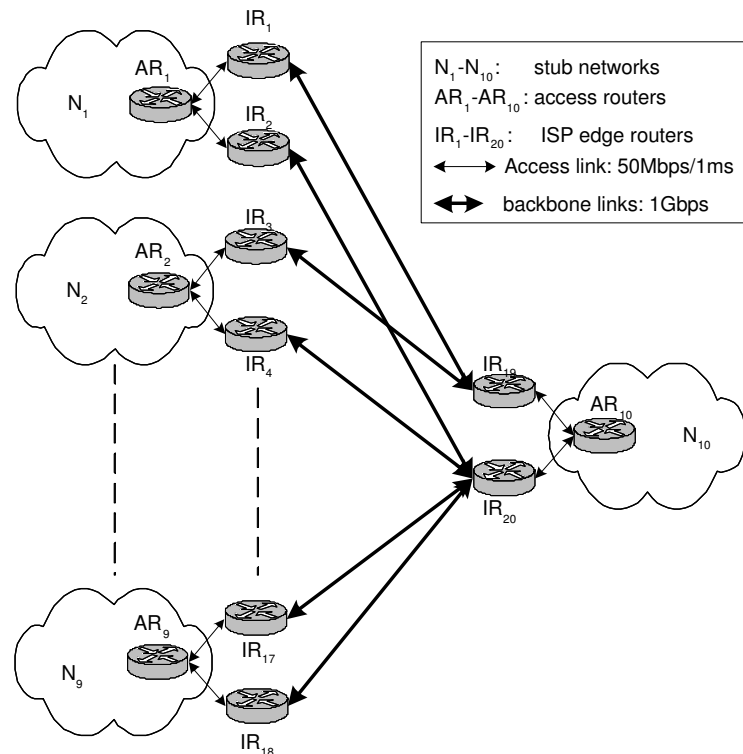 IR₁
AR₁
N₁
IR₂
N₁-N₁₀: stub networks
AR₁-AR₁₀: access routers
IR₁-IR₂₀: ISP edge routers
Access link: 50Mbps/1ms
backbone links: 1Gbps
IR₃
AR₂
N₂
IR₄
IR₁₉
AR₁₀
N₁₀
IR₂₀
AR₉
N₉
IR₁₇
IR₁₈